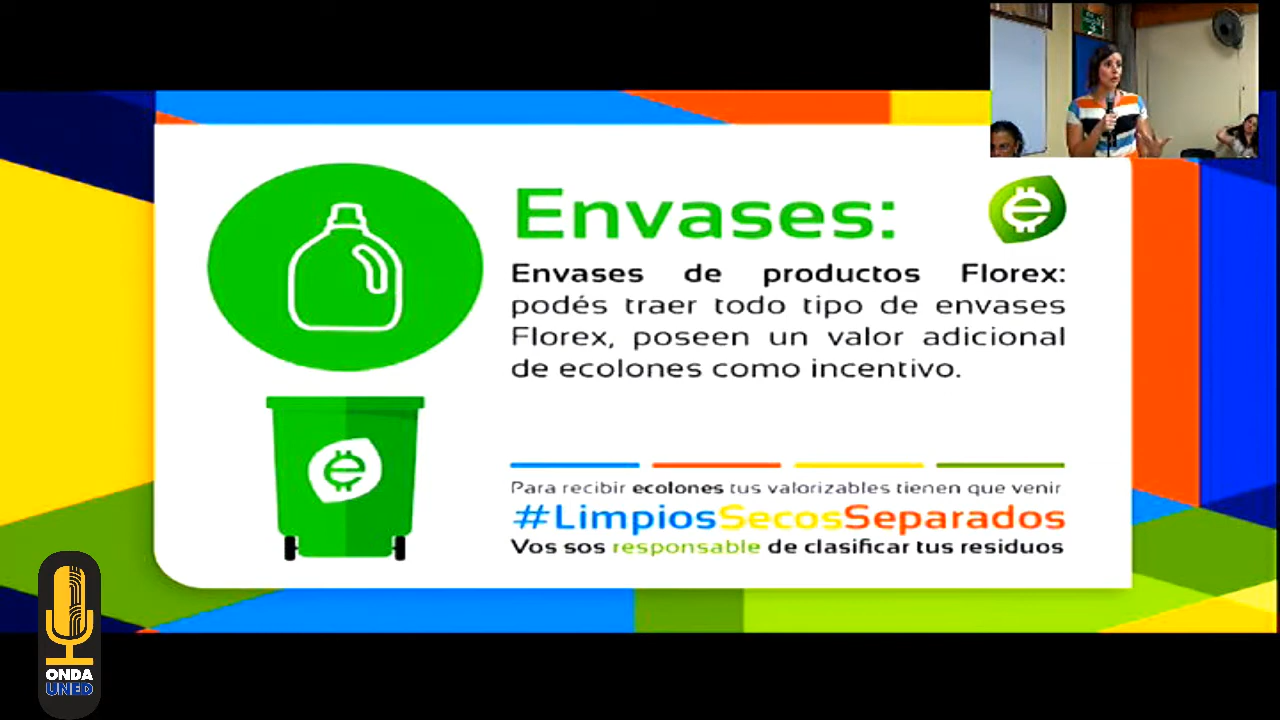 Envases:
Envases de productos Florex:
podés traer todo tipo de envases
Florex, poseen un valor adicional
de ecolones como incentivo.
Para recibir ecolones tus valorizables tienen que venir
#LimpiosSecosSeparados
Vos sos responsable de clasificar tus residuos
ONDA
UNED